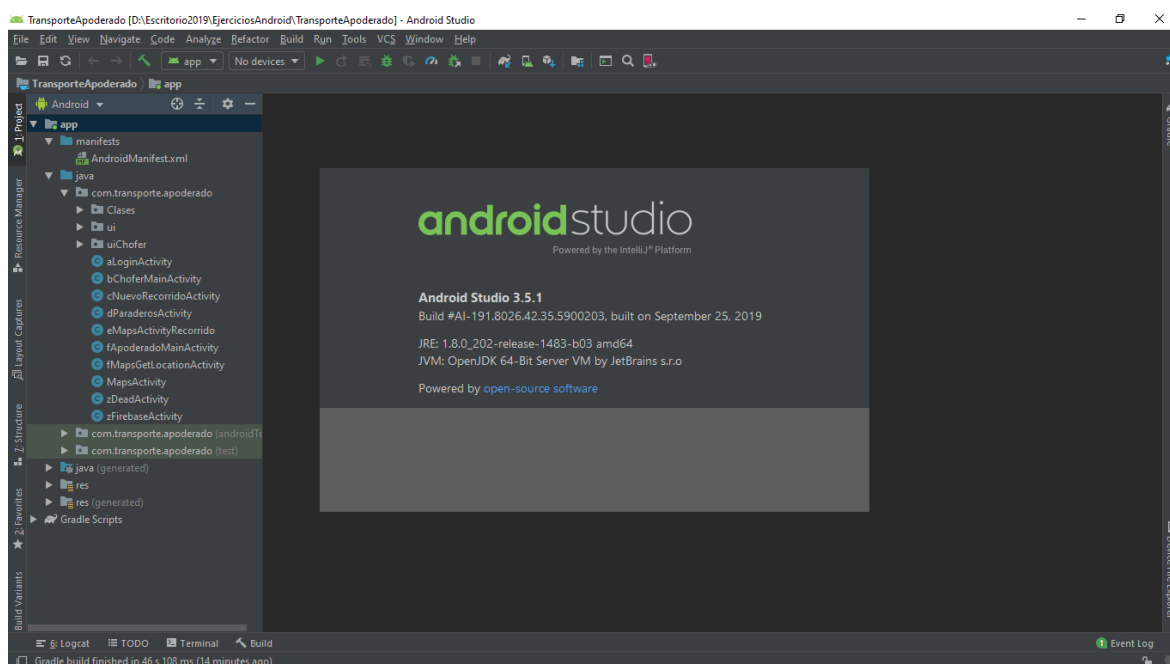 TransporteApoderado [D:\Escritorio2019\EjerciciosAndroid\TransporteApoderado] - Android Studio
File Edit View Navigate Code Analyze Refactor Build Run Tools VCS Window Help
app No devices
TransporteApoderado app
Android
1: Project
Resource Manager
Layout Captures
7: Structure
2: Favorites
Build Variants
app
manifests
AndroidManifest.xml
java
com.transporte.apoderado
Clases
ui
uiChofer
aLoginActivity
bChoferMainActivity
cNuevoRecorridoActivity
dParaderosActivity
eMapsActivityRecorrido
fApoderadoMainActivity
fMapsGetLocationActivity
MapsActivity
zDeadActivity
zFirebaseActivity
com.transporte.apoderado (androidTe
com.transporte.apoderado (test)
java (generated)
res
res (generated)
Gradle Scripts
androidstudio
Powered by the IntelliJ® Platform
Android Studio 3.5.1
Build #AI-191.8026.42.35.5900203, built on September 25, 2019
JRE: 1.8.0_202-release-1483-b03 amd64
JVM: OpenJDK 64-Bit Server VM by JetBrains s.r.o
Powered by open-source software
6: Logcat TODO Terminal Build
1 Event Log
Gradle build finished in 46 s 108 ms (14 minutes ago)